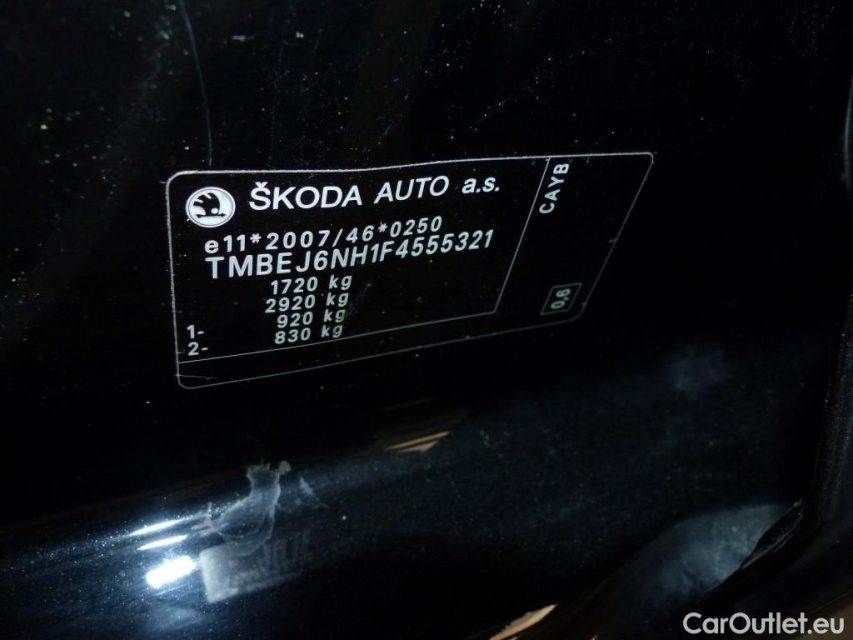 ŠKODA AUTO a.s.
CAYB
e11*2007/46*0250
TMBEJ6NH1F4555321
1720 kg
2920 kg
1- 920 kg
2- 830 kg
0,6
CarOutlet.eu